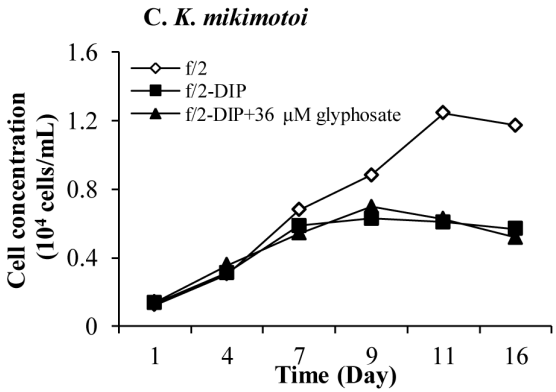 C. K. mikimotoi
f/2
f/2-DIP
f/2-DIP+36 μM glyphosate
Cell concentration
(10⁴ cells/mL)
1.6
1.2
0.8
0.4
0
1 4 7 9 11 16
Time (Day)